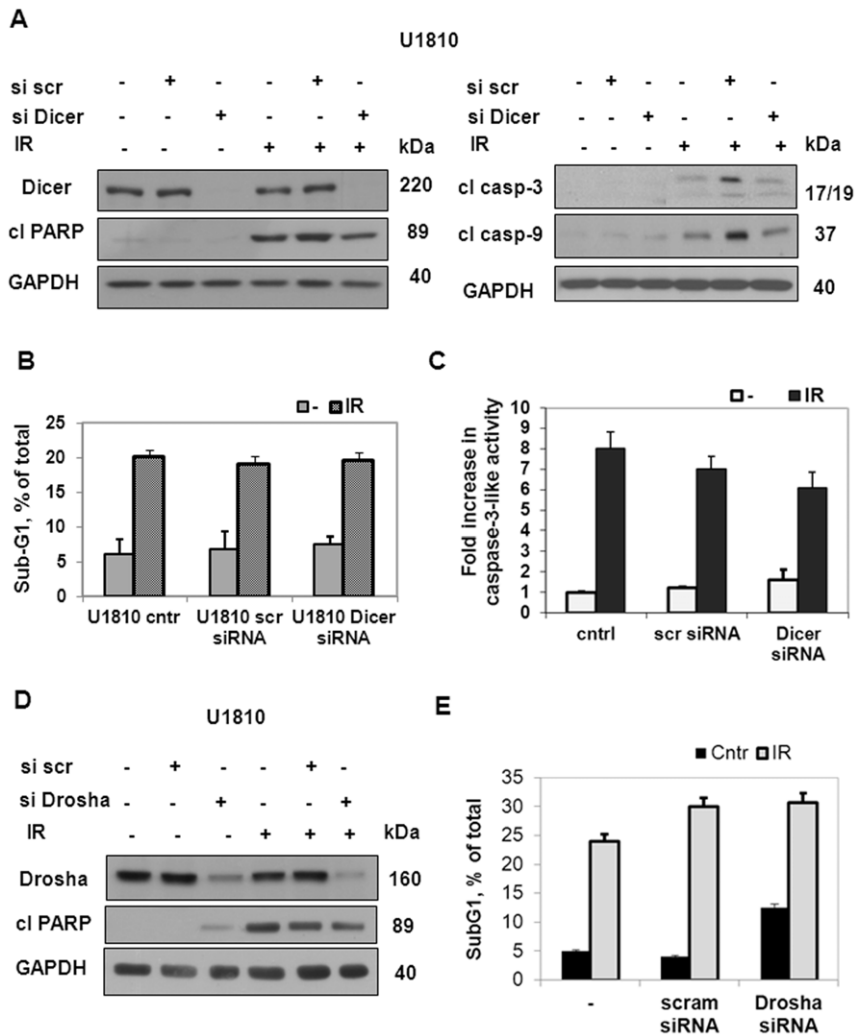 A
U1810
si scr - + - - + -
si Dicer - - + - - +
IR - - - + + + kDa
Dicer 220
cl PARP 89
GAPDH 40
si scr - + - - + -
si Dicer - - + - - +
IR - - - + + + kDa
cl casp-3 17/19
cl casp-9 37
GAPDH 40
B
- IR
Sub-G1, % of total
25
20
15
10
5
0
U1810 cntr U1810 scr siRNA U1810 Dicer siRNA
C
- IR
Fold increase in
caspase-3-like activity
10
9
8
7
6
5
4
3
2
1
0
cntrl scr siRNA Dicer siRNA
D
U1810
si scr - + - - + -
si Drosha - - + - - +
IR - - - + + + kDa
Drosha 160
cl PARP 89
GAPDH 40
E
Cntr IR
SubG1, % of total
35
30
25
20
15
10
5
0
- scram siRNA Drosha siRNA